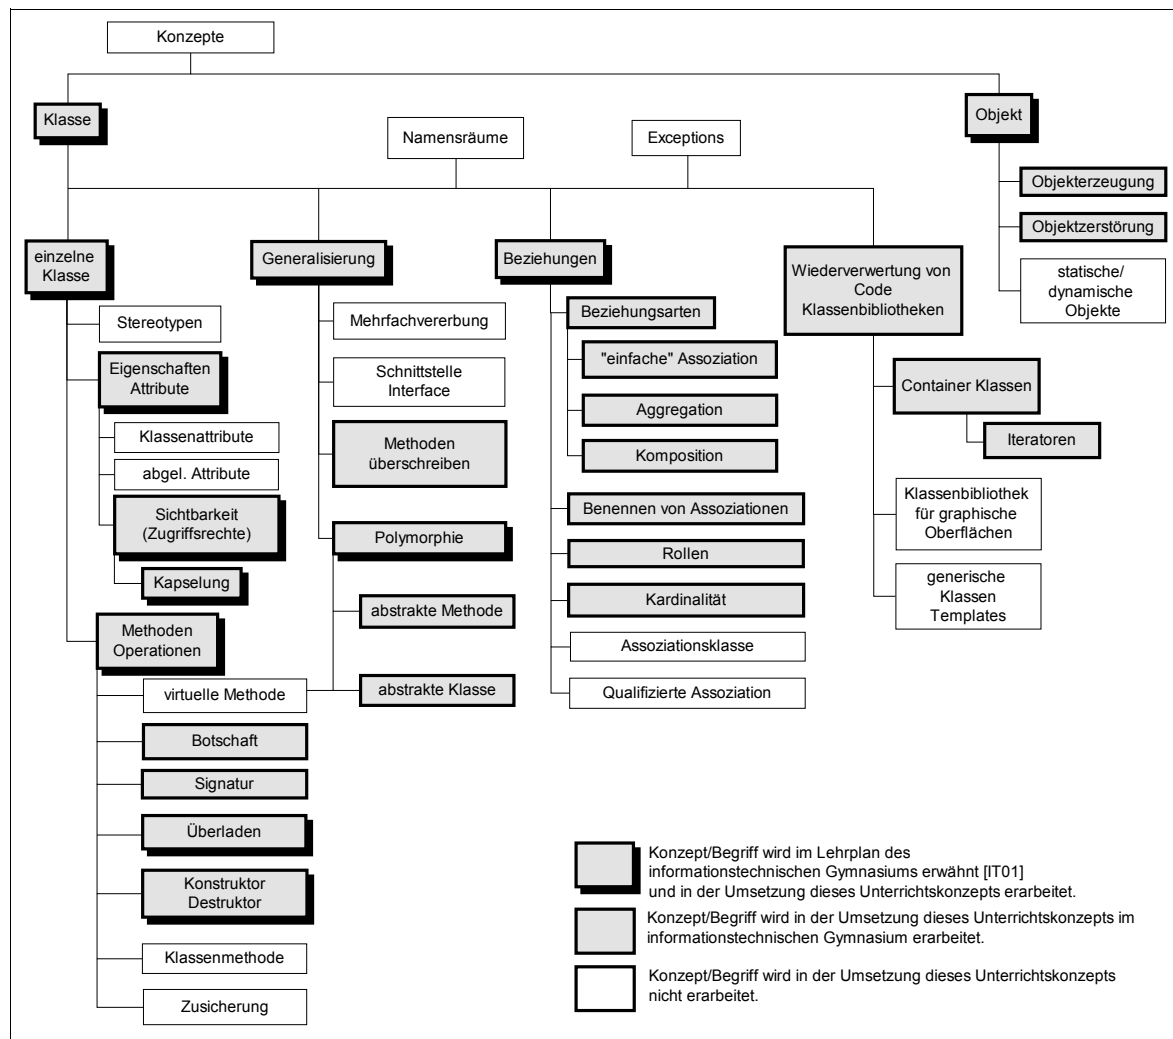 Konzepte
Klasse
Objekt
Namensräume
Exceptions
Objekterzeugung
Objektzerstörung
statische/
dynamische
Objekte
einzelne
Klasse
Stereotypen
Eigenschaften
Attribute
Klassenattribute
abgel. Attribute
Sichtbarkeit
(Zugriffsrechte)
Kapselung
Methoden
Operationen
virtuelle Methode
Botschaft
Signatur
Überladen
Konstruktor
Destruktor
Klassenmethode
Zusicherung
Generalisierung
Mehrfachvererbung
Schnittstelle
Interface
Methoden
überschreiben
Polymorphie
abstrakte Methode
abstrakte Klasse
Beziehungen
Beziehungsarten
"einfache" Assoziation
Aggregation
Komposition
Benennen von Assoziationen
Rollen
Kardinalität
Assoziationsklasse
Qualifizierte Assoziation
Wiederverwertung von
Code
Klassenbibliotheken
Container Klassen
Iteratoren
Klassenbibliothek
für graphische
Oberflächen
generische
Klassen
Templates
Konzept/Begriff wird im Lehrplan des
informationstechnischen Gymnasiums erwähnt [IT01]
und in der Umsetzung dieses Unterrichtskonzepts erarbeitet.
Konzept/Begriff wird in der Umsetzung dieses Unterrichtskonzepts im
informationstechnischen Gymnasium erarbeitet.
Konzept/Begriff wird in der Umsetzung dieses Unterrichtskonzepts
nicht erarbeitet.